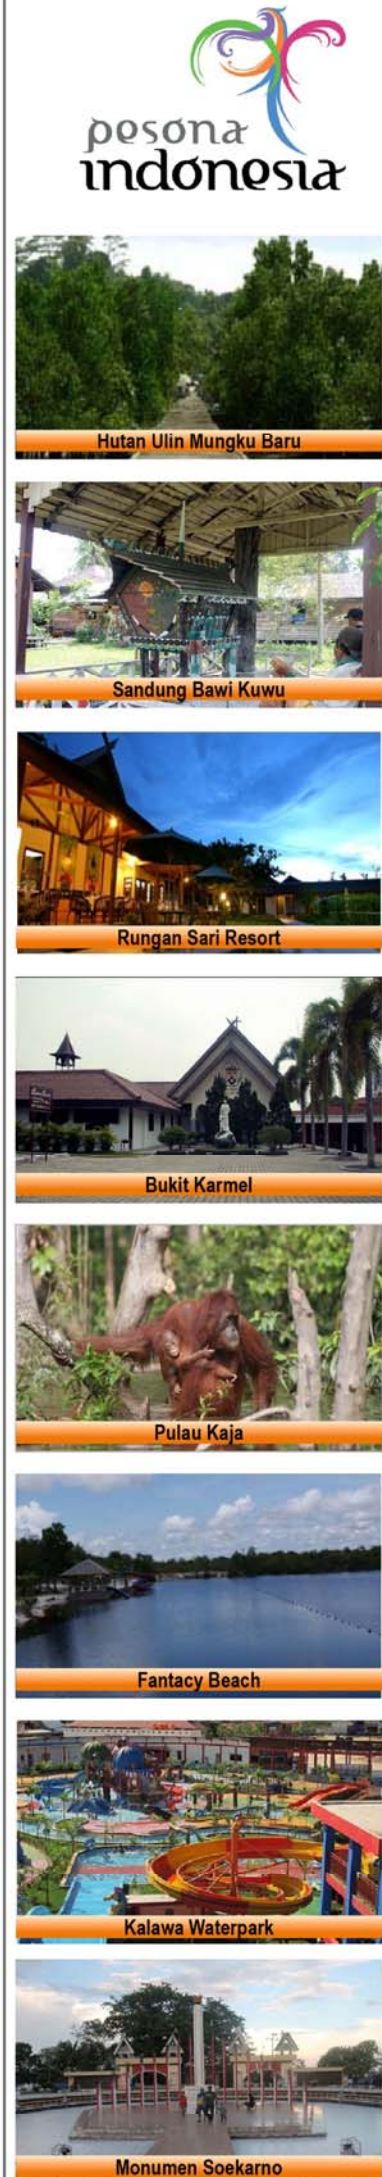 pesona
indonesia
Hutan Ulin Mungku Baru
Sandung Bawi Kuwu
Rungan Sari Resort
Bukit Karmel
Pulau Kaja
Fantacy Beach
Kalawa Waterpark
Monumen Soekarno